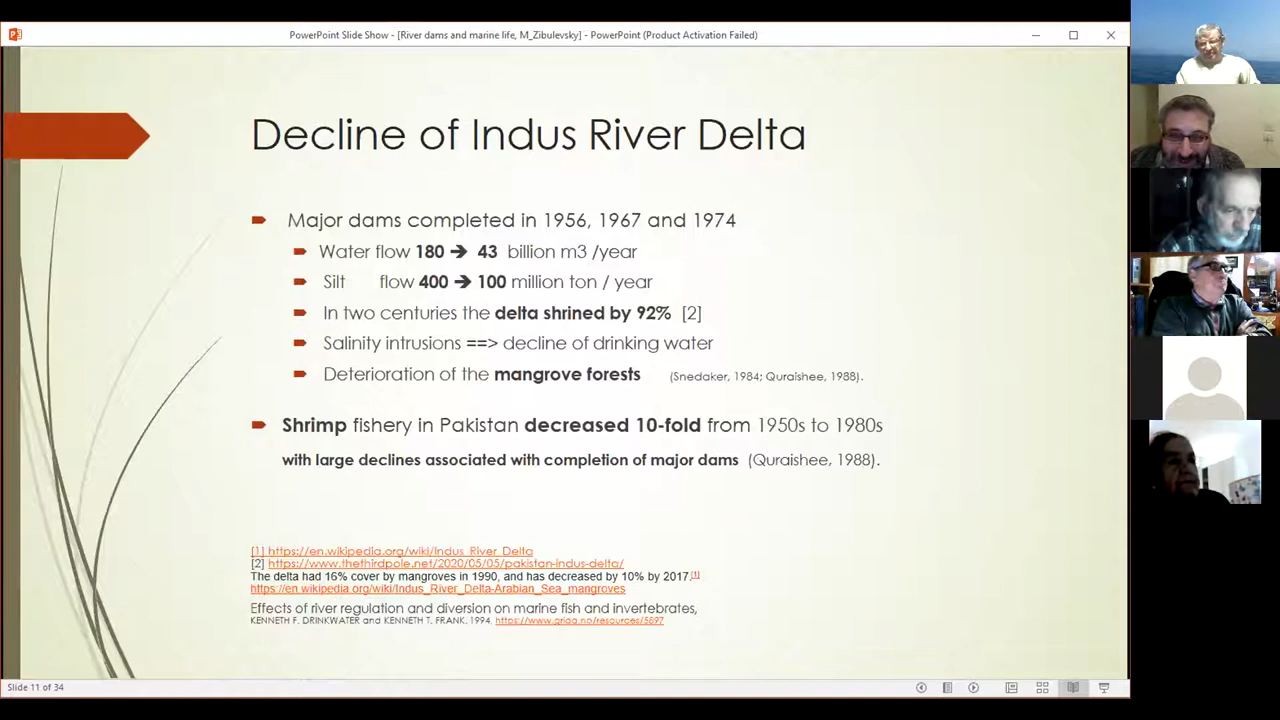 PowerPoint Slide Show - [River dams and marine life, M_Zibulevsky] - PowerPoint (Product Activation Failed)
Decline of Indus River Delta
Major dams completed in 1956, 1967 and 1974
Water flow 180 ➔ 43 billion m3 /year
Silt flow 400 ➔ 100 million ton / year
In two centuries the delta shrined by 92% [2]
Salinity intrusions ==> decline of drinking water
Deterioration of the mangrove forests (Snedaker, 1984; Quraishee, 1988).
Shrimp fishery in Pakistan decreased 10-fold from 1950s to 1980s
with large declines associated with completion of major dams (Quraishee, 1988).
[1] https://en.wikipedia.org/wiki/Indus_River_Delta
[2] https://www.thethirdpole.net/2020/05/05/pakistan-indus-delta/
The delta had 16% cover by mangroves in 1990, and has decreased by 10% by 2017.[1]
https://en.wikipedia.org/wiki/Indus_River_Delta-Arabian_Sea_mangroves
Effects of river regulation and diversion on marine fish and invertebrates,
KENNETH F. DRINKWATER and KENNETH T. FRANK, 1994. https://www.grida.no/resources/5897
Slide 11 of 34